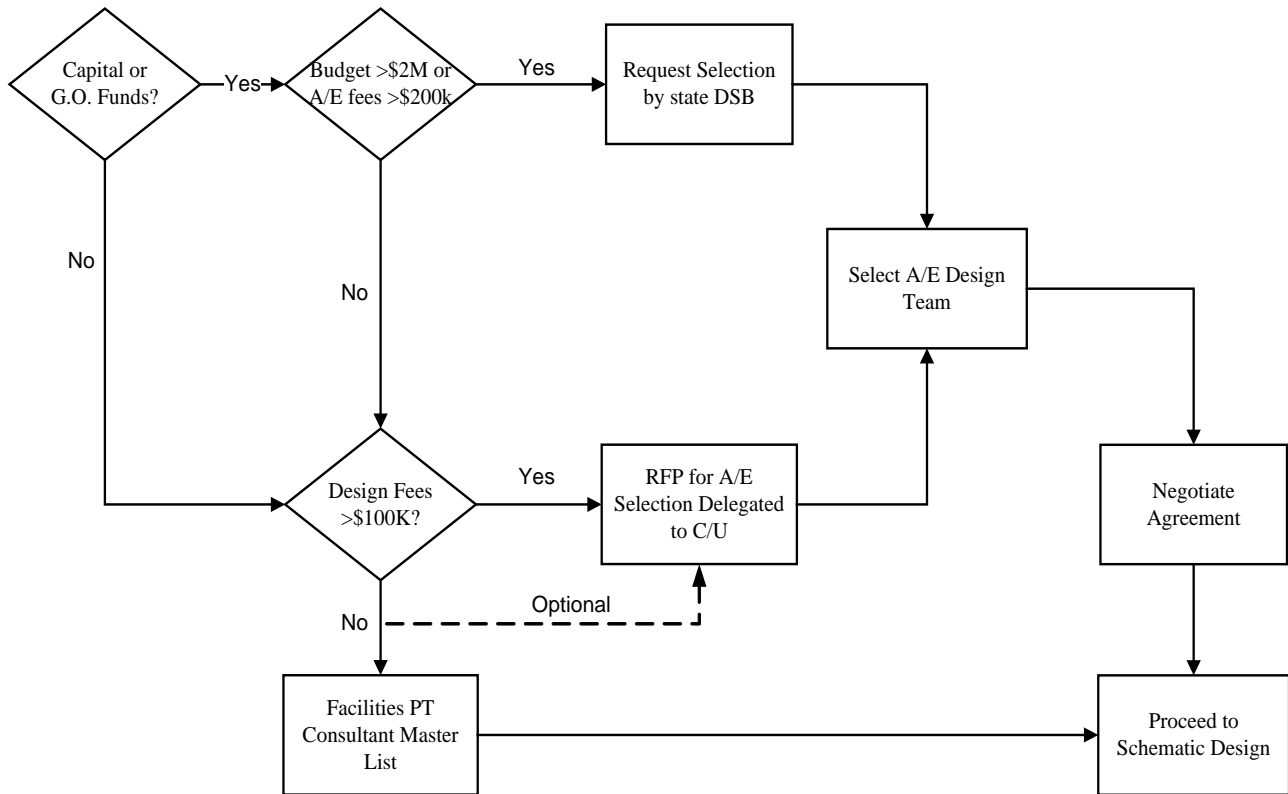 Capital or
G.O. Funds?
Yes
Budget >$2M or
A/E fees >$200k
Yes
Request Selection
by state DSB
No
No
Select A/E Design
Team
Design Fees
>$100K?
Yes
RFP for A/E
Selection Delegated
to C/U
Negotiate
Agreement
No
Optional
Facilities PT
Consultant Master
List
Proceed to
Schematic Design